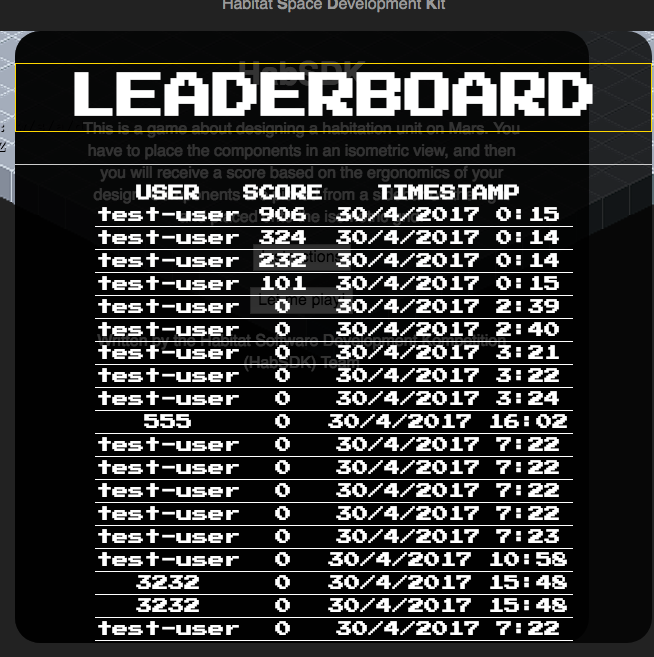 Habitat Space Development Kit
HabSDK
LEADERBOARD
This is a game about designing a habitation unit on Mars. You
have to place the components in an isometric view, and then
you will receive a score based on the ergonomics of your
USER SCORE TIMESTAMP
test-user 906 30/4/2017 0:15
test-user 324 30/4/2017 0:14
test-user 232 30/4/2017 0:14
test-user 101 30/4/2017 0:15
test-user 0 30/4/2017 2:39
test-user 0 30/4/2017 2:40
Written by the Habitat Software Development
test-user 0 30/4/2017 3:21
(HabSDK) Team
test-user 0 30/4/2017 3:22
test-user 0 30/4/2017 3:24
555 0 30/4/2017 16:02
test-user 0 30/4/2017 7:22
test-user 0 30/4/2017 7:22
test-user 0 30/4/2017 7:22
test-user 0 30/4/2017 7:22
test-user 0 30/4/2017 7:23
test-user 0 30/4/2017 10:58
3232 0 30/4/2017 15:48
3232 0 30/4/2017 15:48
test-user 0 30/4/2017 7:22